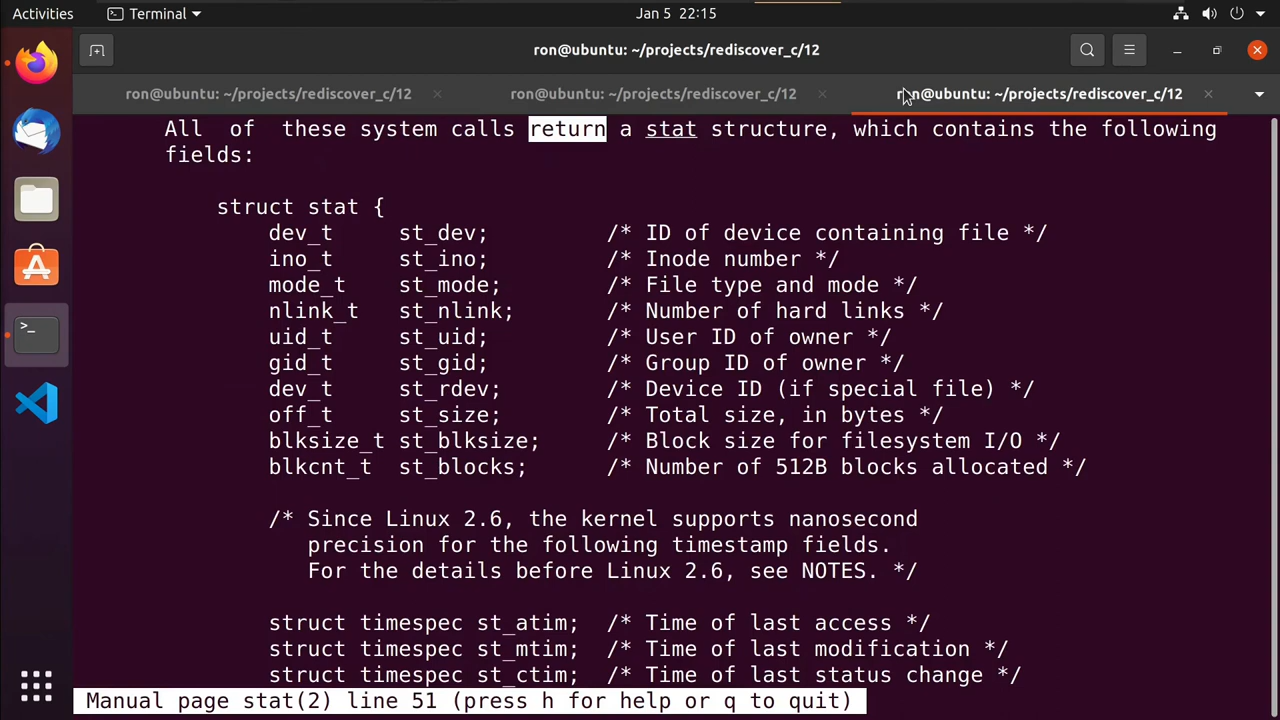 Activities
Terminal
Jan 5 22:15
ron@ubuntu: ~/projects/rediscover_c/12
ron@ubuntu: ~/projects/rediscover_c/12
ron@ubuntu: ~/projects/rediscover_c/12
ron@ubuntu: ~/projects/rediscover_c/12
All of these system calls return a stat structure, which contains the following
fields:
struct stat {
dev_t st_dev; /* ID of device containing file */
ino_t st_ino; /* Inode number */
mode_t st_mode; /* File type and mode */
nlink_t st_nlink; /* Number of hard links */
uid_t st_uid; /* User ID of owner */
gid_t st_gid; /* Group ID of owner */
dev_t st_rdev; /* Device ID (if special file) */
off_t st_size; /* Total size, in bytes */
blksize_t st_blksize; /* Block size for filesystem I/O */
blkcnt_t st_blocks; /* Number of 512B blocks allocated */
/* Since Linux 2.6, the kernel supports nanosecond
precision for the following timestamp fields.
For the details before Linux 2.6, see NOTES. */
struct timespec st_atim; /* Time of last access */
struct timespec st_mtim; /* Time of last modification */
struct timespec st_ctim; /* Time of last status change */
Manual page stat(2) line 51 (press h for help or q to quit)